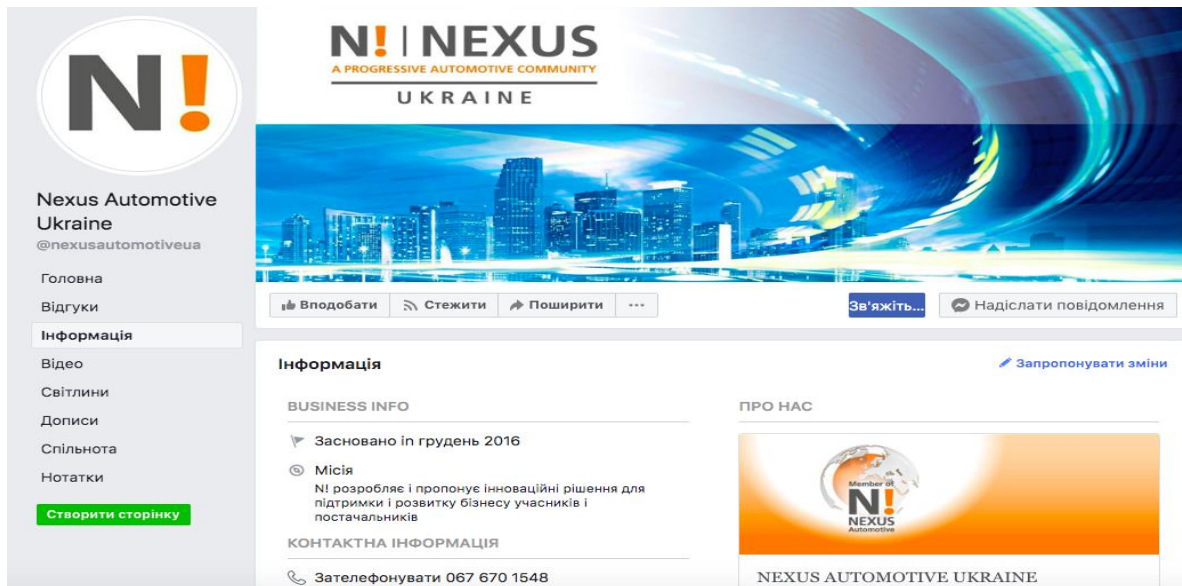 N!
N! | NEXUS
A PROGRESSIVE AUTOMOTIVE COMMUNITY
UKRAINE
Nexus Automotive
Ukraine
@nexusautomotiveua
Головна
Відгуки
Інформація
Відео
Світлини
Дописи
Спільнота
Нотатки
Створити сторінку
Вподобати Стежити Поширити ... Зв'яжіть... Надіслати повідомлення
Інформація Запропонувати зміни
BUSINESS INFO
Засновано in грудень 2016
Місія
N! розробляє і пропонує інноваційні рішення для
підтримки і розвитку бізнесу учасників і
постачальників
КОНТАКТНА ІНФОРМАЦІЯ
Зателефонувати 067 670 1548
ПРО НАС
Member of
N!
NEXUS
Automotive
NEXUS AUTOMOTIVE UKRAINE